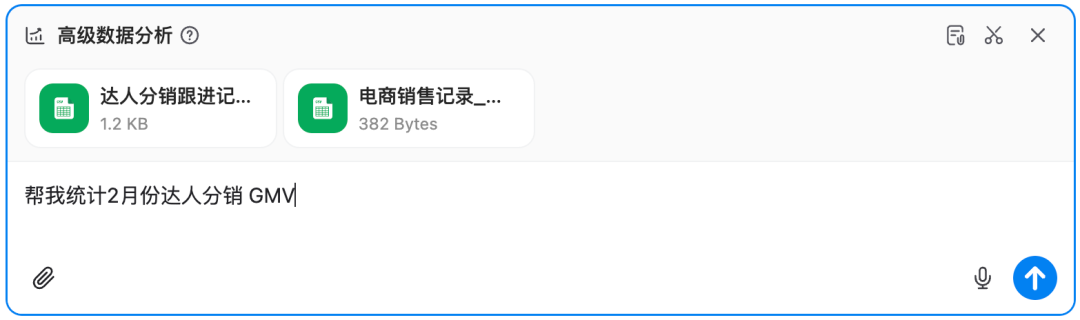 高级数据分析
达人分销跟进记...
1.2 KB
电商销售记录_...
382 Bytes
帮我统计2月份达人分销 GMV